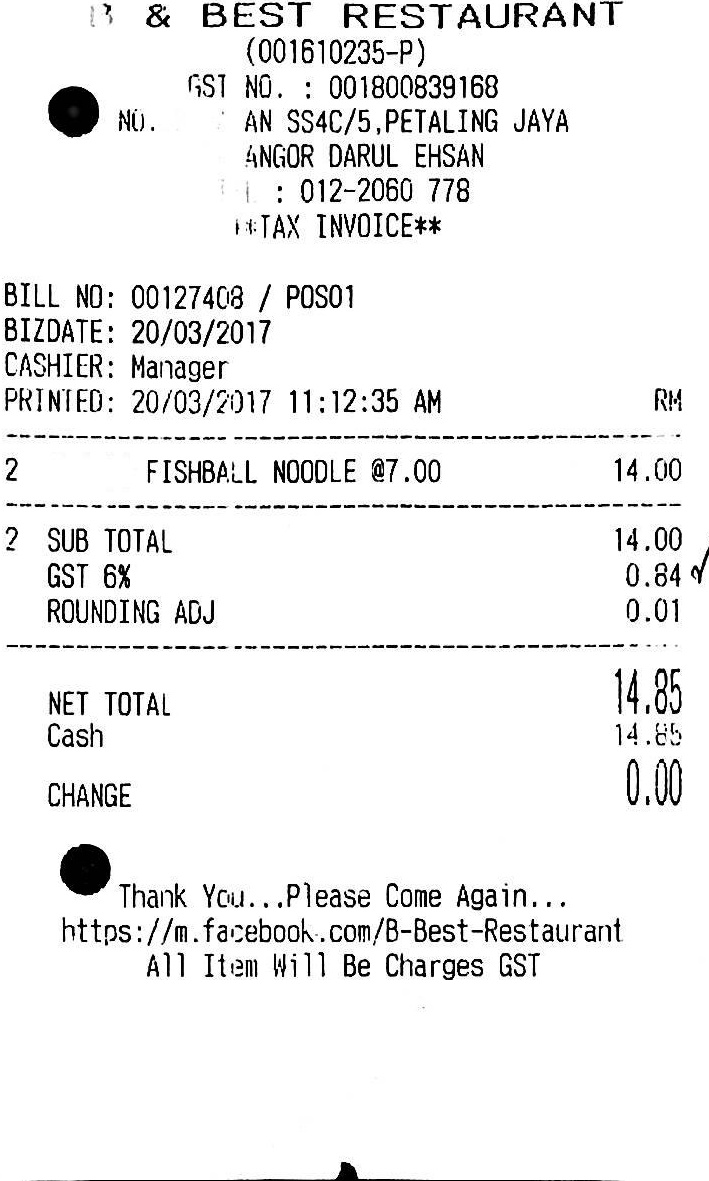 B & BEST RESTAURANT
(001610235-P)
GST NO. : 001800839168
NO. AN SS4C/5,PETALING JAYA
ANGOR DARUL EHSAN
: 012-2060 778
**TAX INVOICE**
BILL NO: 00127408 / POS01
BIZDATE: 20/03/2017
CASHIER: Manager
PRINTED: 20/03/2017 11:12:35 AM RM
2 FISHBALL NOODLE @7.00 14.00
2 SUB TOTAL 14.00
GST 6% 0.84
ROUNDING ADJ 0.01
NET TOTAL 14.85
Cash 14.85
CHANGE 0.00
Thank You...Please Come Again...
https://m.facebook.com/B-Best-Restaurant
All Item Will Be Charges GST